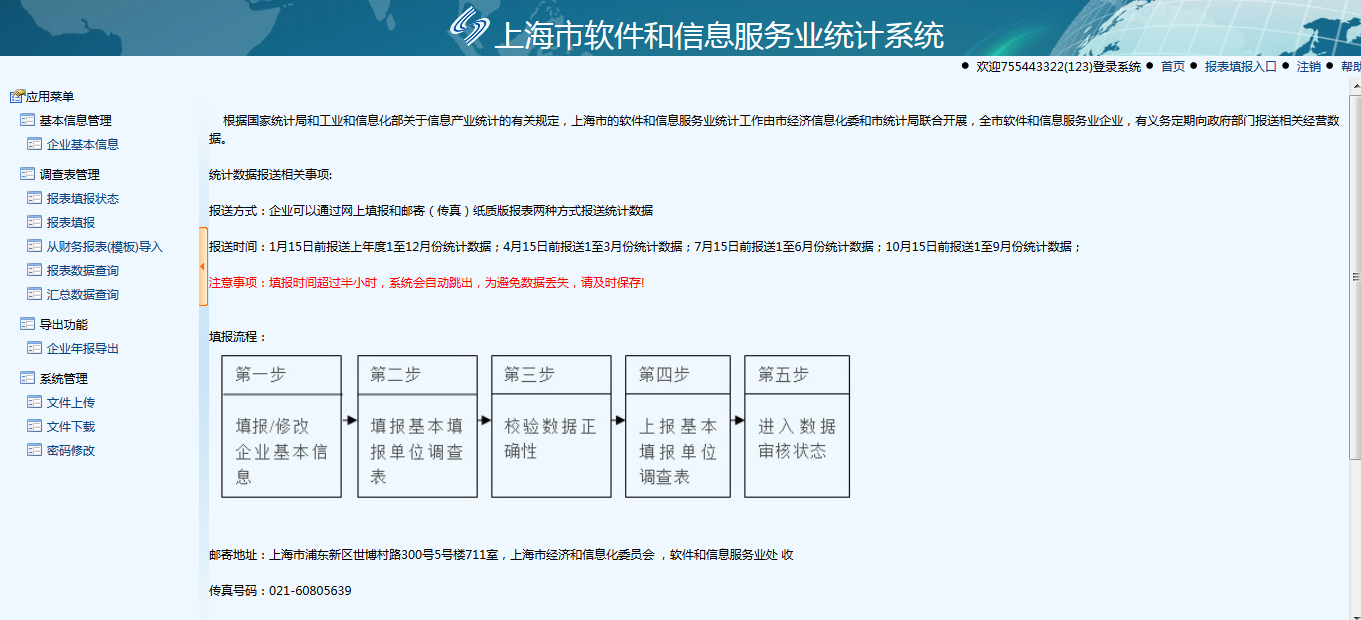 上海市软件和信息服务业统计系统
● 欢迎755443322(123)登录系统 ● 首页 ● 报表填报入口 ● 注销 ● 帮助
应用菜单
基本信息管理
企业基本信息
调查表管理
报表填报状态
报表填报
从财务报表(模板)导入
报表数据查询
汇总数据查询
导出功能
企业年报导出
系统管理
文件上传
文件下载
密码修改
根据国家统计局和工业和信息化部关于信息产业统计的有关规定，上海市的软件和信息服务业统计工作由市经济信息化委和市统计局联合开展，全市软件和信息服务业企业，有义务定期向政府部门报送相关经营数
据。
统计数据报送相关事项:
报送方式：企业可以通过网上填报和邮寄（传真）纸质版报表两种方式报送统计数据
报送时间：1月15日前报送上年度1至12月份统计数据；4月15日前报送1至3月份统计数据；7月15日前报送1至6月份统计数据；10月15日前报送1至9月份统计数据；
注意事项：填报时间超过半小时，系统会自动跳出，为避免数据丢失，请及时保存!
填报流程：
第一步
填报/修改
企业基本信
息
第二步
填报基本填
报单位调查
表
第三步
校验数据正
确性
第四步
上报基本
填报单位
调查表
第五步
进入数据
审核状态
邮寄地址：上海市浦东新区世博村路300号5号楼711室，上海市经济和信息化委员会 ，软件和信息服务业处 收
传真号码：021-60805639